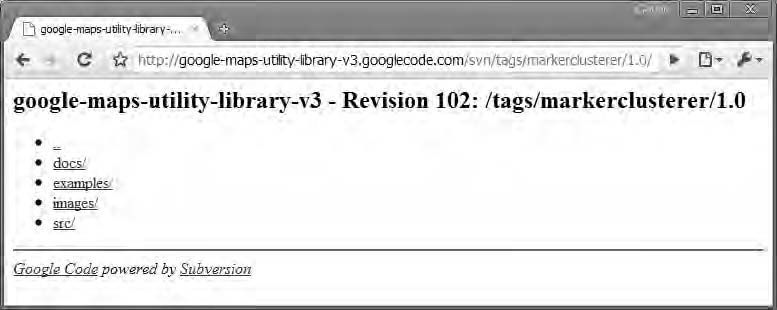 google-maps-utility-library-...
http://google-maps-utility-library-v3.googlecode.com/svn/tags/markerclusterer/1.0/
google-maps-utility-library-v3 - Revision 102: /tags/markerclusterer/1.0
..
docs/
examples/
images/
src/
Google Code powered by Subversion